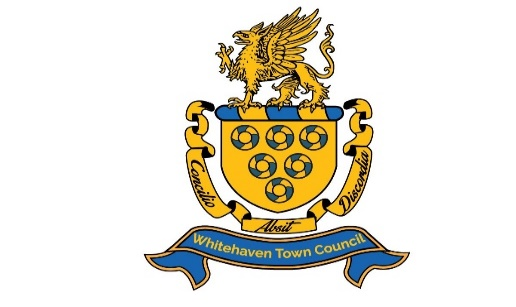 Concilio
Absit
Discordia
Whitehaven Town Council